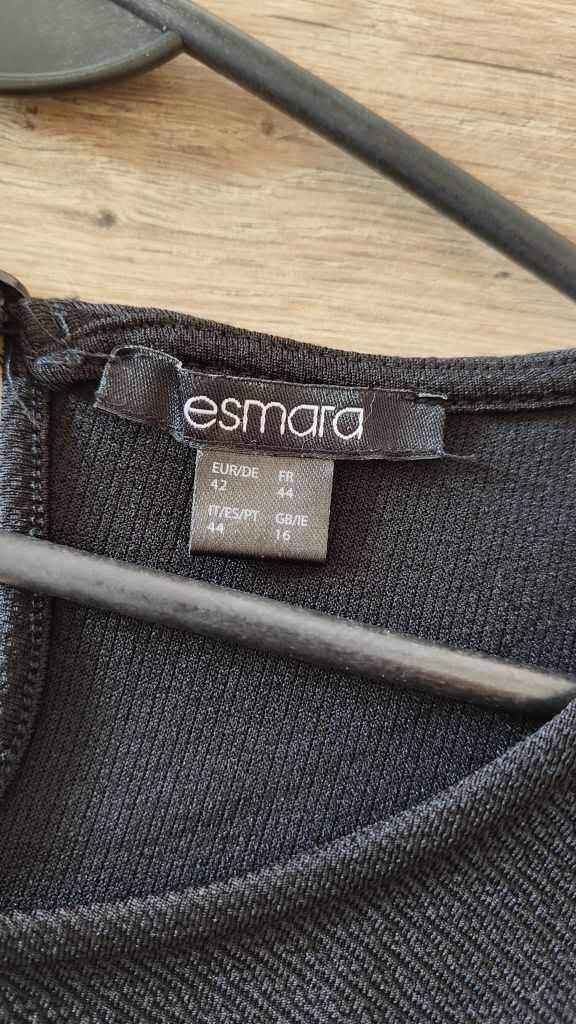 esmara
EUR/DE FR
42 44
IT/ES/PT GB/IE
44 16